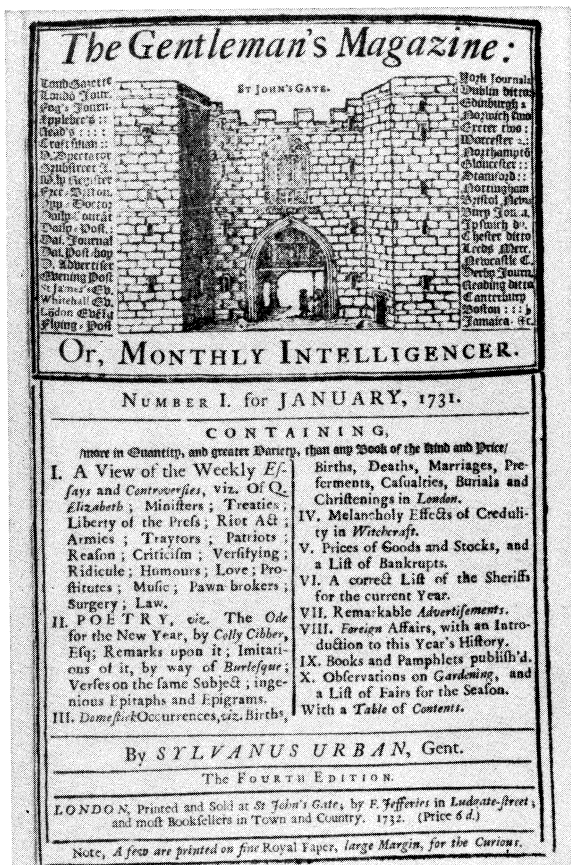 The Gentleman's Magazine:
St JOHN'S GATE.
Lond Gazette
Londō Jour.
Fog's Journ.
Applebee's ::
Read's ::::
Craftsman ::
D. Spectator
Grubstreet J.
Wkly Register
Free-Briton
Hyp-Doctor
Daily Courāt
Daily-Post.
Dai. Journal
Dai. Post-boy
D. Advertiser
Evening Post
St James's Ev.
Whitehall Ev.
Lōdon Evēīg
Flying-Post
York Journals
Dublin ditto
Edinburgh
Norwich two
Exeter two :
Worcester
Northamptō
Gloucester ::
Stamford ::
Nottingham
Bristol News
Bury Jou
Ipswich do.
Chester ditto
Leeds Merc.
Newcastle C.
Derby Journ.
Reading ditto
Canterbury
Boston :::
Jamaica &c.
Or, MONTHLY INTELLIGENCER.
NUMBER I. for JANUARY, 1731.
CONTAINING,
[more in Quantity, and greater Variety, than any Book of the Kind and Price]
I. A View of the Weekly Eſ-
ſays and Controverſies, viz. Of Q.
Elizabeth; Miniſters; Treaties;
Liberty of the Preſs; Riot Act;
Armies; Traytors; Patriots;
Reaſon; Criticiſm; Verſifying;
Ridicule; Humours; Love; Pro-
ſtitutes; Muſic; Pawn brokers;
Surgery; Law.
II. POETRY, viz. The Ode
for the New Year, by Colly Cibber,
Eſq; Remarks upon it; Imitati-
ons of it, by way of Burleſque;
Verſes on the ſame Subject; inge-
nious Epitaphs and Epigrams.
III. Domeſtick Occurrences, viz. Births,
Births, Deaths, Marriages, Pre-
ferments, Caſualties, Burials and
Chriſtenings in London.
IV. Melancholy Effects of Creduli-
ty in Witchcraft.
V. Prices of Goods and Stocks, and
a Liſt of Bankrupts.
VI. A correct Liſt of the Sheriffs
for the current Year.
VII. Remarkable Advertiſements.
VIII. Foreign Affairs, with an Intro-
duction to this Year's Hiſtory.
IX. Books and Pamphlets publiſh'd.
X. Obſervations on Gardening, and
a Liſt of Fairs for the Seaſon.
With a Table of Contents.
By SYLVANUS URBAN, Gent.
The FOURTH EDITION.
LONDON, Printed and Sold at St John's Gate; by F. Jefferies in Ludgate-ſtreet;
and moſt Bookſellers in Town and Country. 1732. (Price 6 d.)
Note, A few are printed on fine Royal Paper, large Margin, for the Curious.